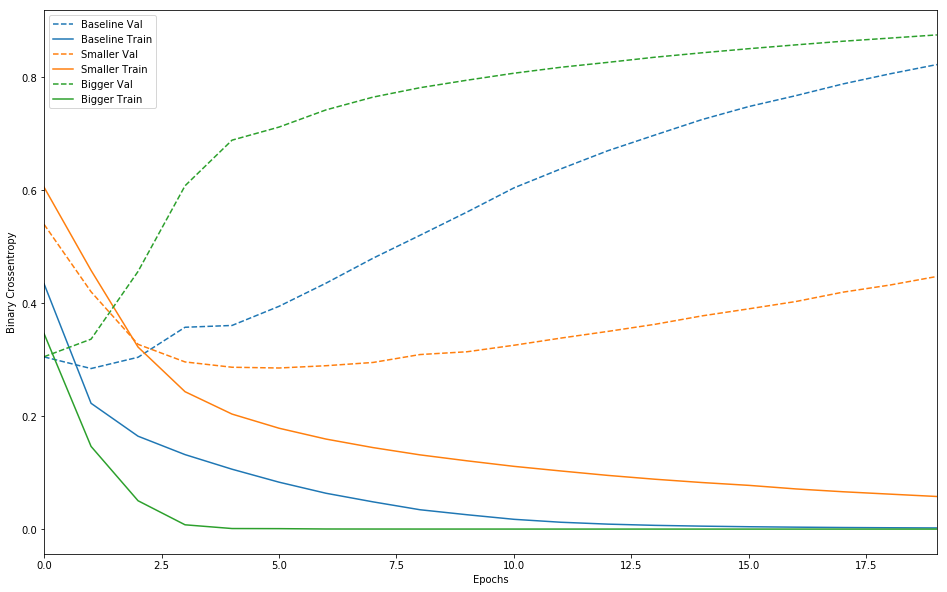 Baseline Val
Baseline Train
Smaller Val
Smaller Train
Bigger Val
Bigger Train
Binary Crossentropy
0.8
0.6
0.4
0.2
0.0
0.0 2.5 5.0 7.5 10.0 12.5 15.0 17.5
Epochs